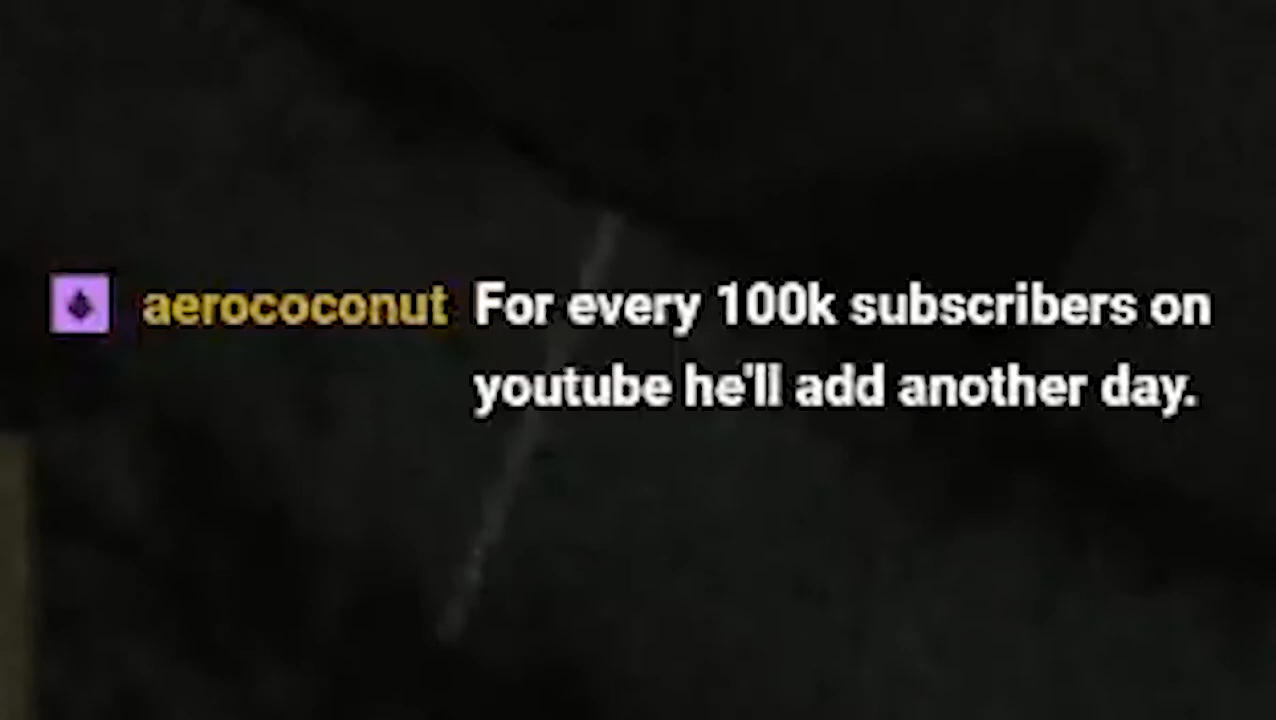 aerococonut For every 100k subscribers on
youtube he'll add another day.